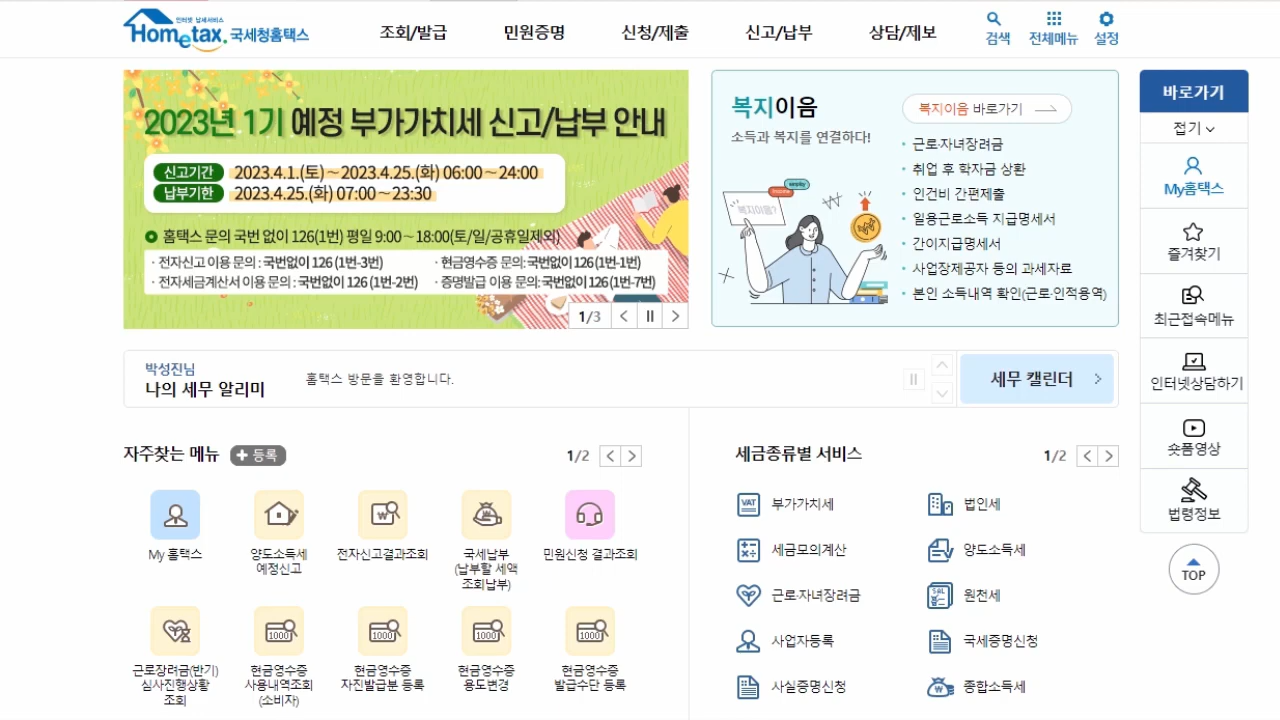 인터넷 납세서비스
Hometax. 국세청홈택스
조회/발급
민원증명
신청/제출
신고/납부
상담/제보
검색
전체메뉴
설정
2023년 1기 예정 부가가치세 신고/납부 안내
신고기간 2023.4.1.(토)~2023.4.25.(화) 06:00~24:00
납부기한 2023.4.25.(화) 07:00~23:30
홈택스 문의 국번 없이 126(1번) 평일 9:00~18:00(토/일/공휴일제외)
· 전자신고 이용 문의 : 국번없이 126 (1번-3번)
· 현금영수증 문의: 국번없이 126 (1번-1번)
· 전자세금계산서 이용 문의 : 국번없이 126 (1번-2번)
· 증명발급 이용 문의: 국번없이 126 (1번-7번)
1/3
복지이음
소득과 복지를 연결하다!
복지이음?
복지이음 바로가기
· 근로·자녀장려금
· 취업 후 학자금 상환
· 인건비 간편제출
· 일용근로소득 지급명세서
· 간이지급명세서
· 사업장제공자 등의 과세자료
· 본인 소득내역 확인(근로·인적용역)
바로가기
접기
My홈택스
즐겨찾기
최근접속메뉴
인터넷상담하기
숏폼영상
법령정보
TOP
박성진님
나의 세무 알리미
홈택스 방문을 환영합니다.
세무 캘린더
자주찾는 메뉴
등록
1/2
My 홈택스
양도소득세
예정신고
전자신고결과조회
국세납부
(납부할 세액
조회납부)
민원신청 결과조회
근로장려금(반기)
심사진행상황
조회
1000
현금영수증
사용내역조회
(소비자)
1000
현금영수증
자진발급분 등록
1000
현금영수증
용도변경
1000
현금영수증
발급수단 등록
세금종류별 서비스
1/2
VAT
부가가치세
법인세
세금모의계산
양도소득세
근로·자녀장려금
SAL
원천세
사업자등록
국세증명신청
사실증명신청
종합소득세